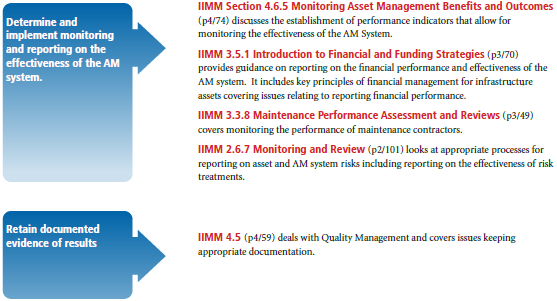 Determine and
implement monitoring
and reporting on the
effectiveness of the AM
system.
IIMM Section 4.6.5 Monitoring Asset Management Benefits and Outcomes
(p4/74) discusses the establishment of performance indicators that allow for
monitoring the effectiveness of the AM System.
IIMM 3.5.1 Introduction to Financial and Funding Strategies (p3/70)
provides guidance on reporting on the financial performance and effectiveness of the
AM system. It includes key principles of financial management for infrastructure
assets covering issues relating to reporting financial performance.
IIMM 3.3.8 Maintenance Performance Assessment and Reviews (p3/49)
covers monitoring the performance of maintenance contractors.
IIMM 2.6.7 Monitoring and Review (p2/101) looks at appropriate processes for
reporting on asset and AM system risks including reporting on the effectiveness of risk
treatments.
Retain documented
evidence of results
IIMM 4.5 (p4/59) deals with Quality Management and covers issues keeping
appropriate documentation.